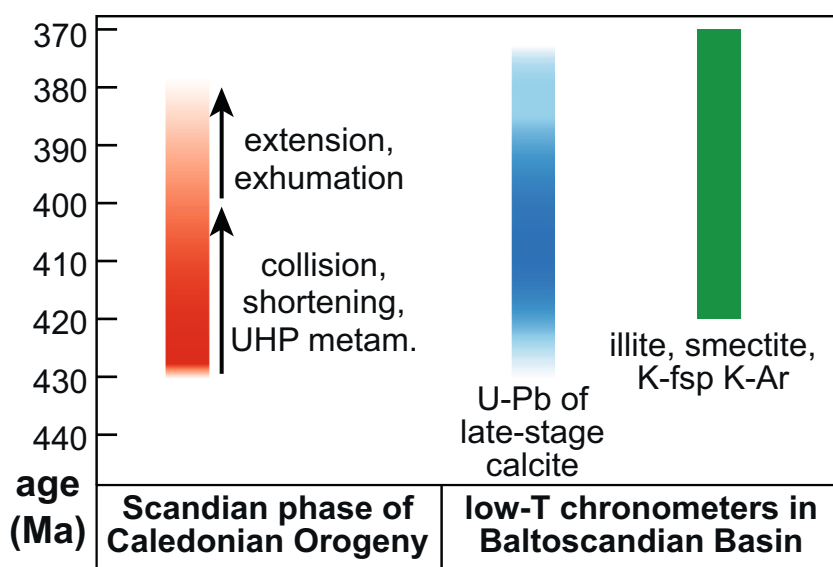 370
380
390
400
410
420
430
440
age
(Ma)
extension,
exhumation
collision,
shortening,
UHP metam.
U-Pb of
late-stage
calcite
illite, smectite,
K-fsp K-Ar
Scandian phase of
Caledonian Orogeny
low-T chronometers in
Baltoscandian Basin